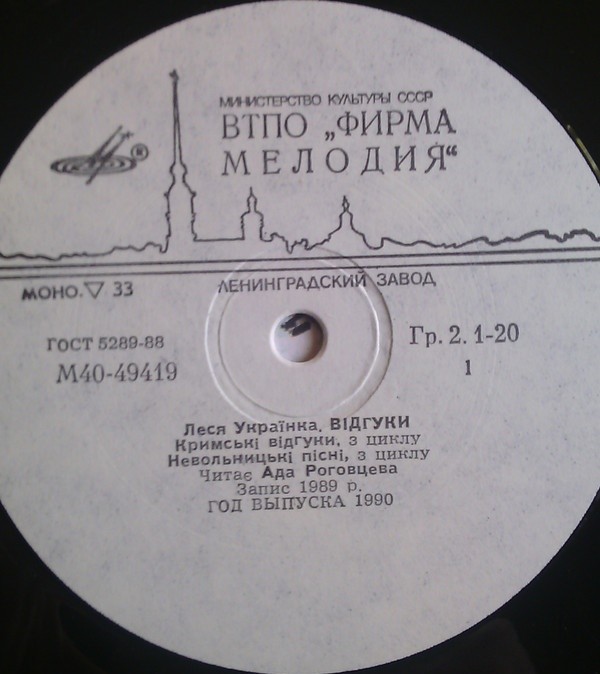 МИНИСТЕРСТВО КУЛЬТУРЫ СССР
ВТПО „ФИРМА
МЕЛОДИЯ“
®
МОНО. ▽ 33
ЛЕНИНГРАДСКИЙ ЗАВОД
ГОСТ 5289-88
Гр. 2. 1-20
М40-49419
1
Леся Українка, ВІДГУКИ
Кримські відгуки, з циклу
Невольницькі пісні, з циклу
Читає Ада Роговцева
Запис 1989 р.
ГОД ВЫПУСКА 1990